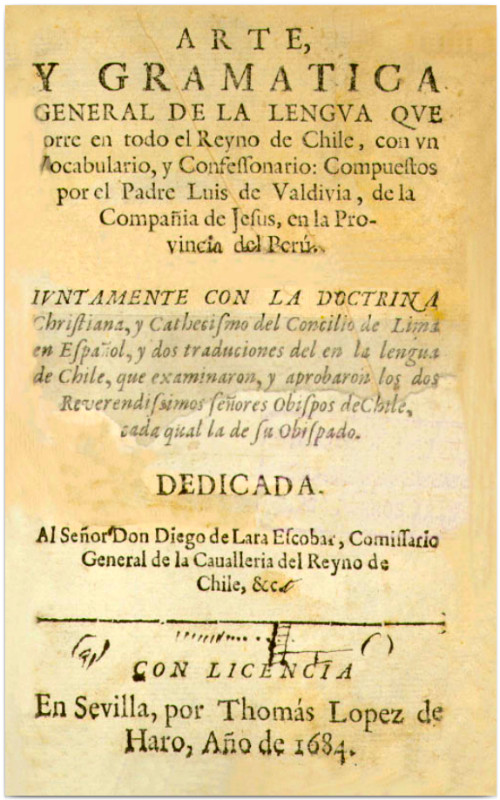 ARTE,
Y GRAMATICA
GENERAL DE LA LENGVA QVE
orre en todo el Reyno de Chile, con vn
ocabulario, y Confeſſonario: Compueſtos
por el Padre Luis de Valdivia, de la
Compañia de Jeſus, en la Pro-
vincia del Perú.
IVNTAMENTE CON LA DOCTRINA
Chriſtiana, y Catheciſmo del Concilio de Lima
en Eſpañol, y dos traduciones del en la lengua
de Chile, que examinaron, y aprobaron los dos
Reverendiſsimos ſeñores Obiſpos de Chile,
cada qual la de ſu Obiſpado.
DEDICADA.
Al Señor Don Diego de Lara Eſcobar, Comiſſario
General de la Caualleria del Reyno de
Chile, &c.
CON LICENCIA
En Sevilla, por Thomás Lopez de
Haro, Año de 1684.